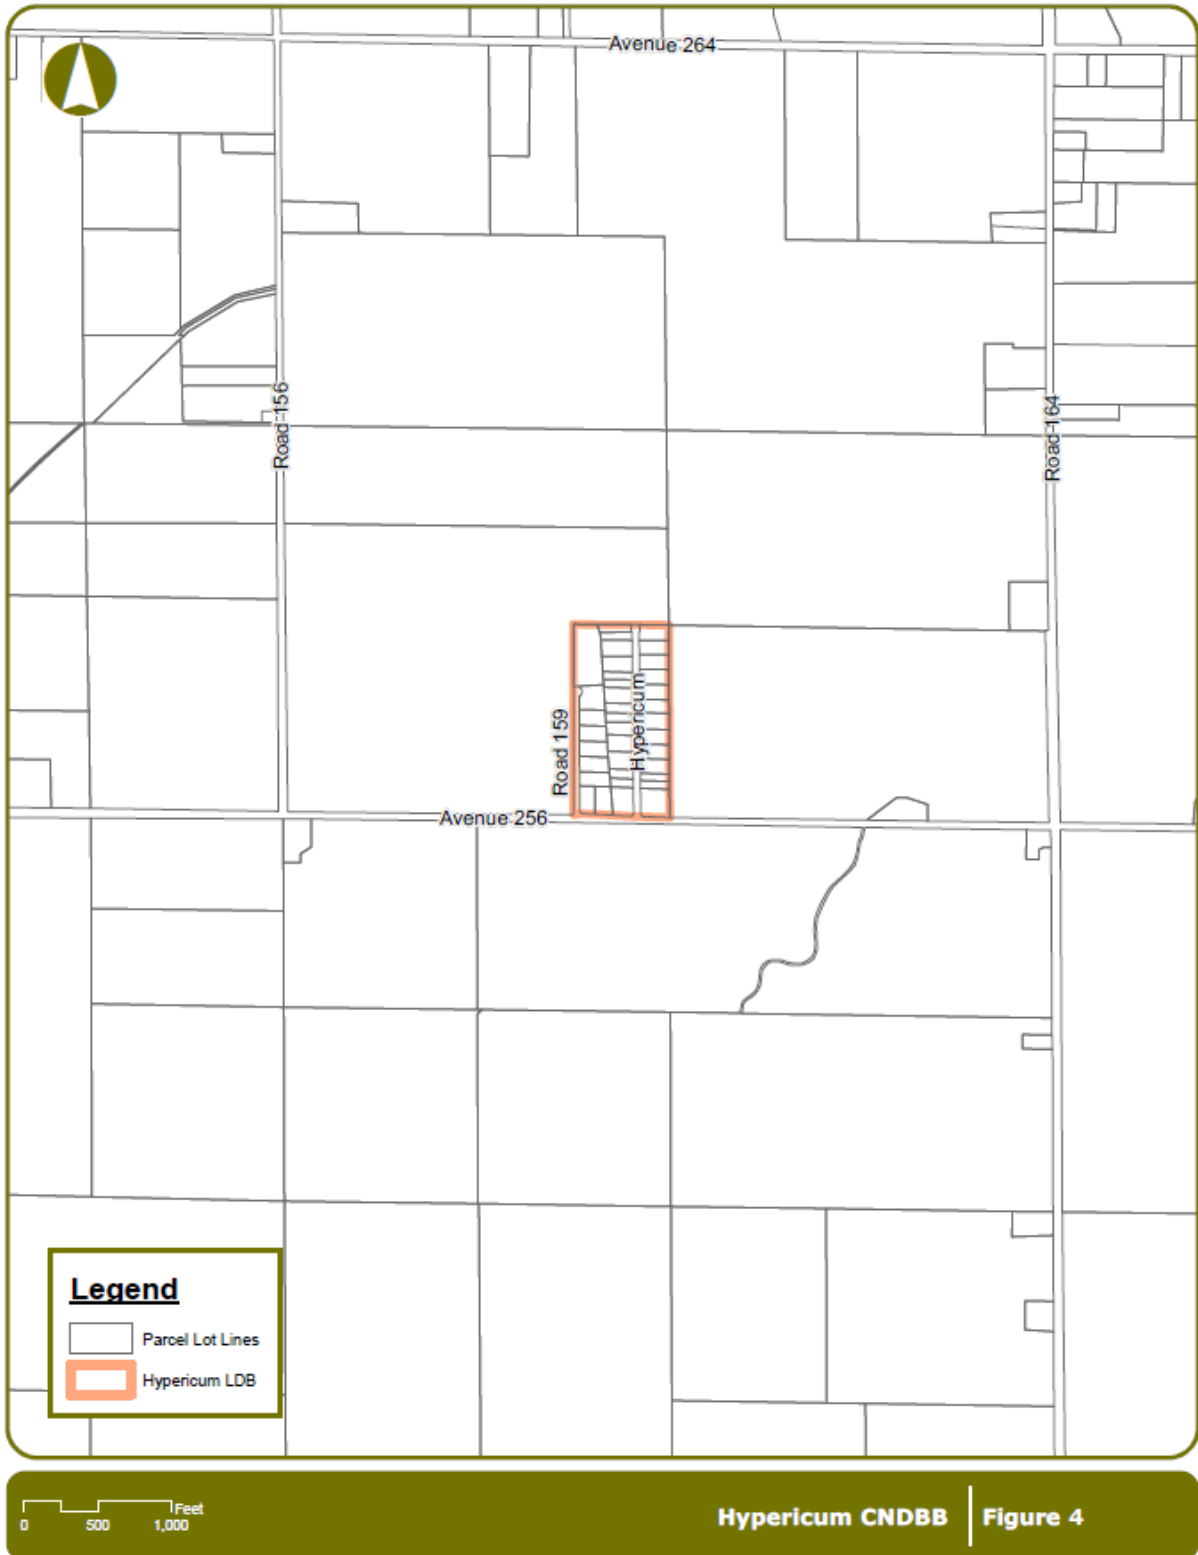 Avenue 264
Road 156
Road 164
Road 159
Hypericum
Avenue 256
Legend
Parcel Lot Lines
Hypericum LDB
Feet
0 500 1,000
Hypericum CNDBB Figure 4